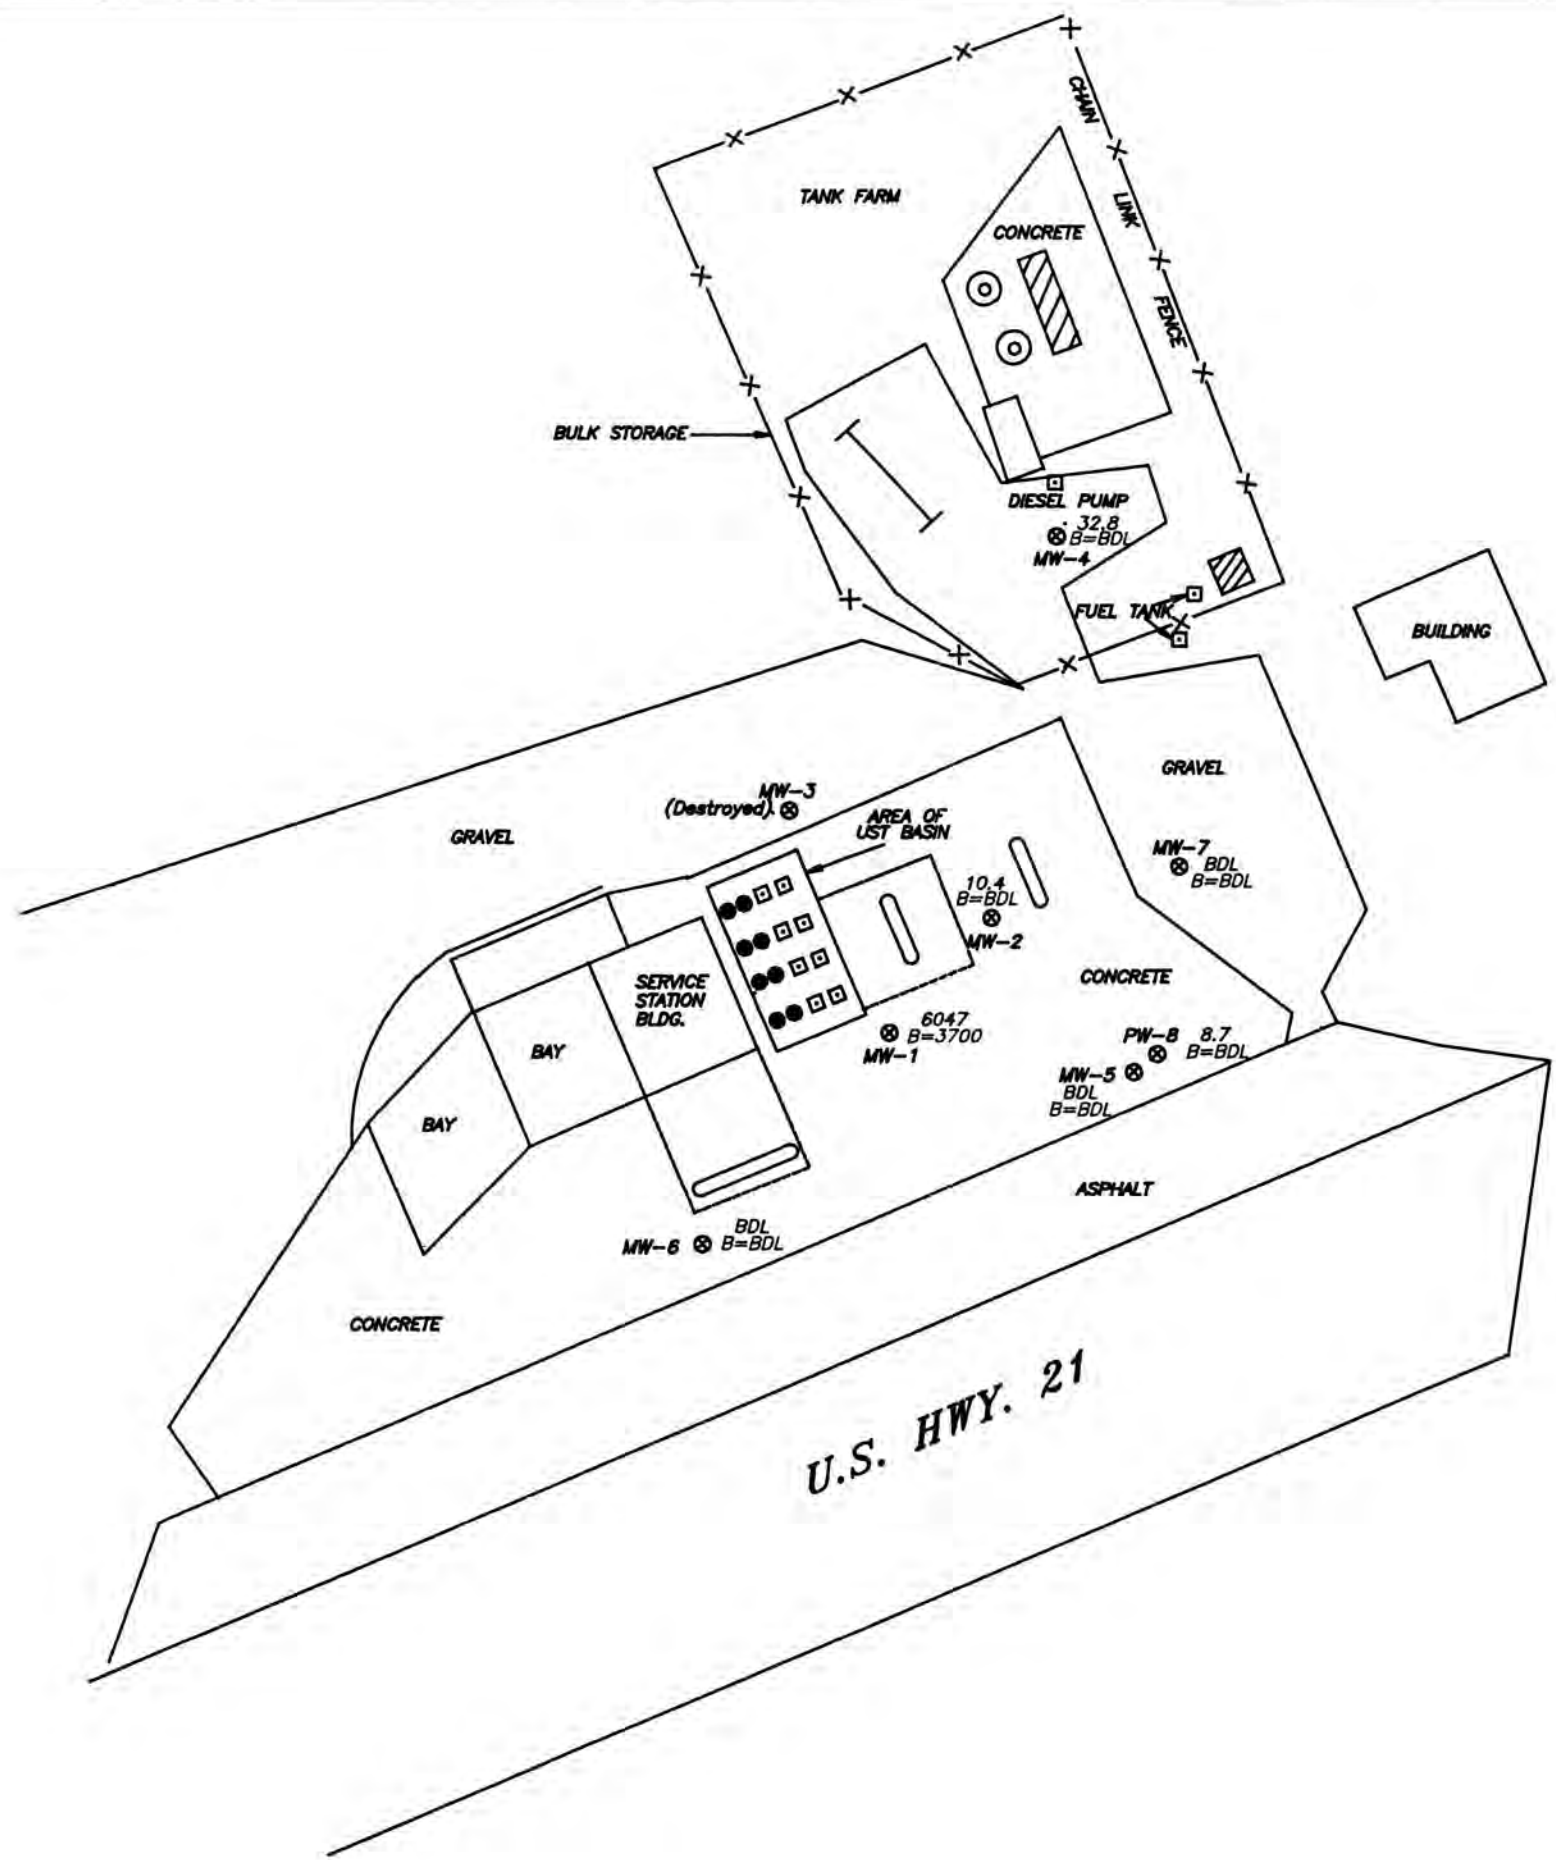 CHAIN
LINK
FENCE
TANK FARM
CONCRETE
BULK STORAGE
DIESEL PUMP
32.8
B=BDL
MW-4
FUEL TANK
BUILDING
GRAVEL
MW-3
(Destroyed)
AREA OF
UST BASIN
GRAVEL
MW-7
BDL
B=BDL
10.4
B=BDL
MW-2
CONCRETE
SERVICE
STATION
BLDG.
6047
B=3700
MW-1
PW-8
8.7
B=BDL
BAY
MW-5
BDL
B=BDL
BAY
ASPHALT
BDL
MW-6
B=BDL
CONCRETE
U.S. HWY. 21